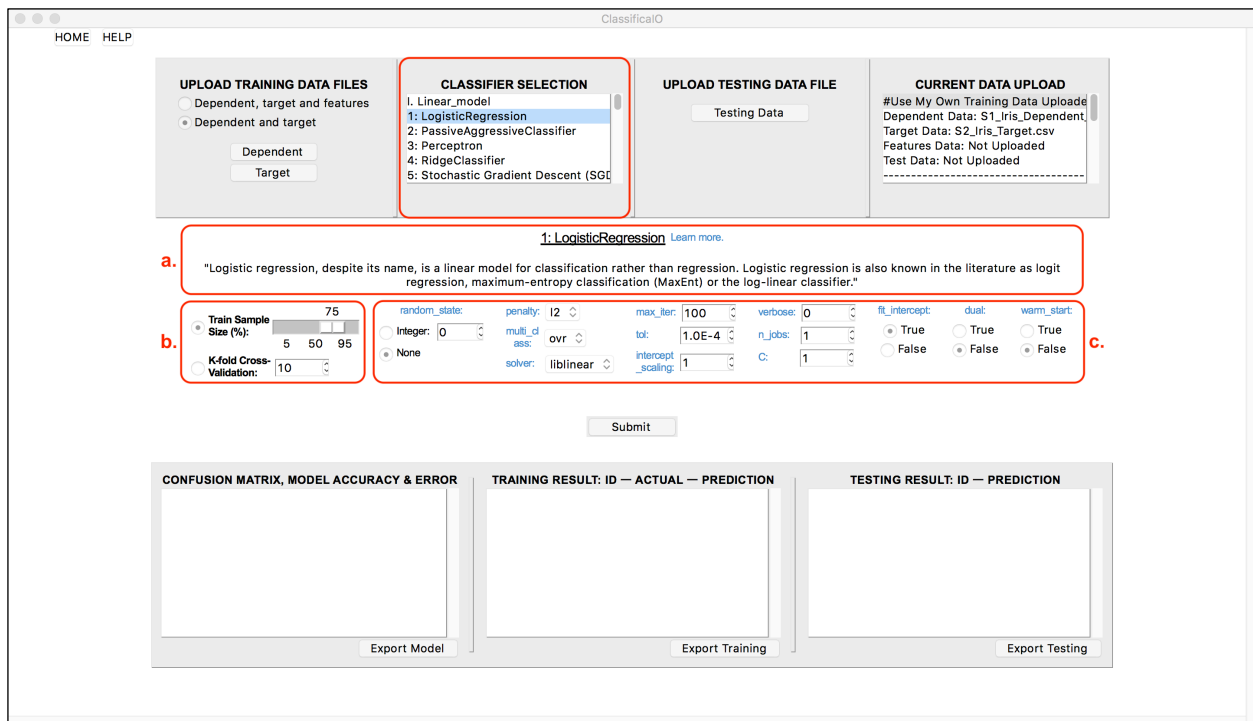 ClassificaIO
HOME HELP
UPLOAD TRAINING DATA FILES
Dependent, target and features
Dependent and target
Dependent
Target
CLASSIFIER SELECTION
I. Linear_model
1: LogisticRegression
2: PassiveAggressiveClassifier
3: Perceptron
4: RidgeClassifier
5: Stochastic Gradient Descent (SGD
UPLOAD TESTING DATA FILE
Testing Data
CURRENT DATA UPLOAD
#Use My Own Training Data Uploade
Dependent Data: S1_Iris_Dependent_
Target Data: S2_Iris_Target.csv
Features Data: Not Uploaded
Test Data: Not Uploaded
-----------------------------------
a.
1: LogisticRegression Learn more.
"Logistic regression, despite its name, is a linear model for classification rather than regression. Logistic regression is also known in the literature as logit
regression, maximum-entropy classification (MaxEnt) or the log-linear classifier."
b.
Train Sample
Size (%):
75
5 50 95
K-fold Cross-
Validation:
10
random_state:
Integer: 0
None
penalty: l2
multi_cl
ass:
ovr
solver: liblinear
max_iter: 100
tol: 1.0E-4
intercept
_scaling:
1
verbose: 0
n_jobs: 1
C: 1
fit_intercept:
True
False
dual:
True
False
warm_start:
True
False
c.
Submit
CONFUSION MATRIX, MODEL ACCURACY & ERROR
Export Model
TRAINING RESULT: ID — ACTUAL — PREDICTION
Export Training
TESTING RESULT: ID — PREDICTION
Export Testing